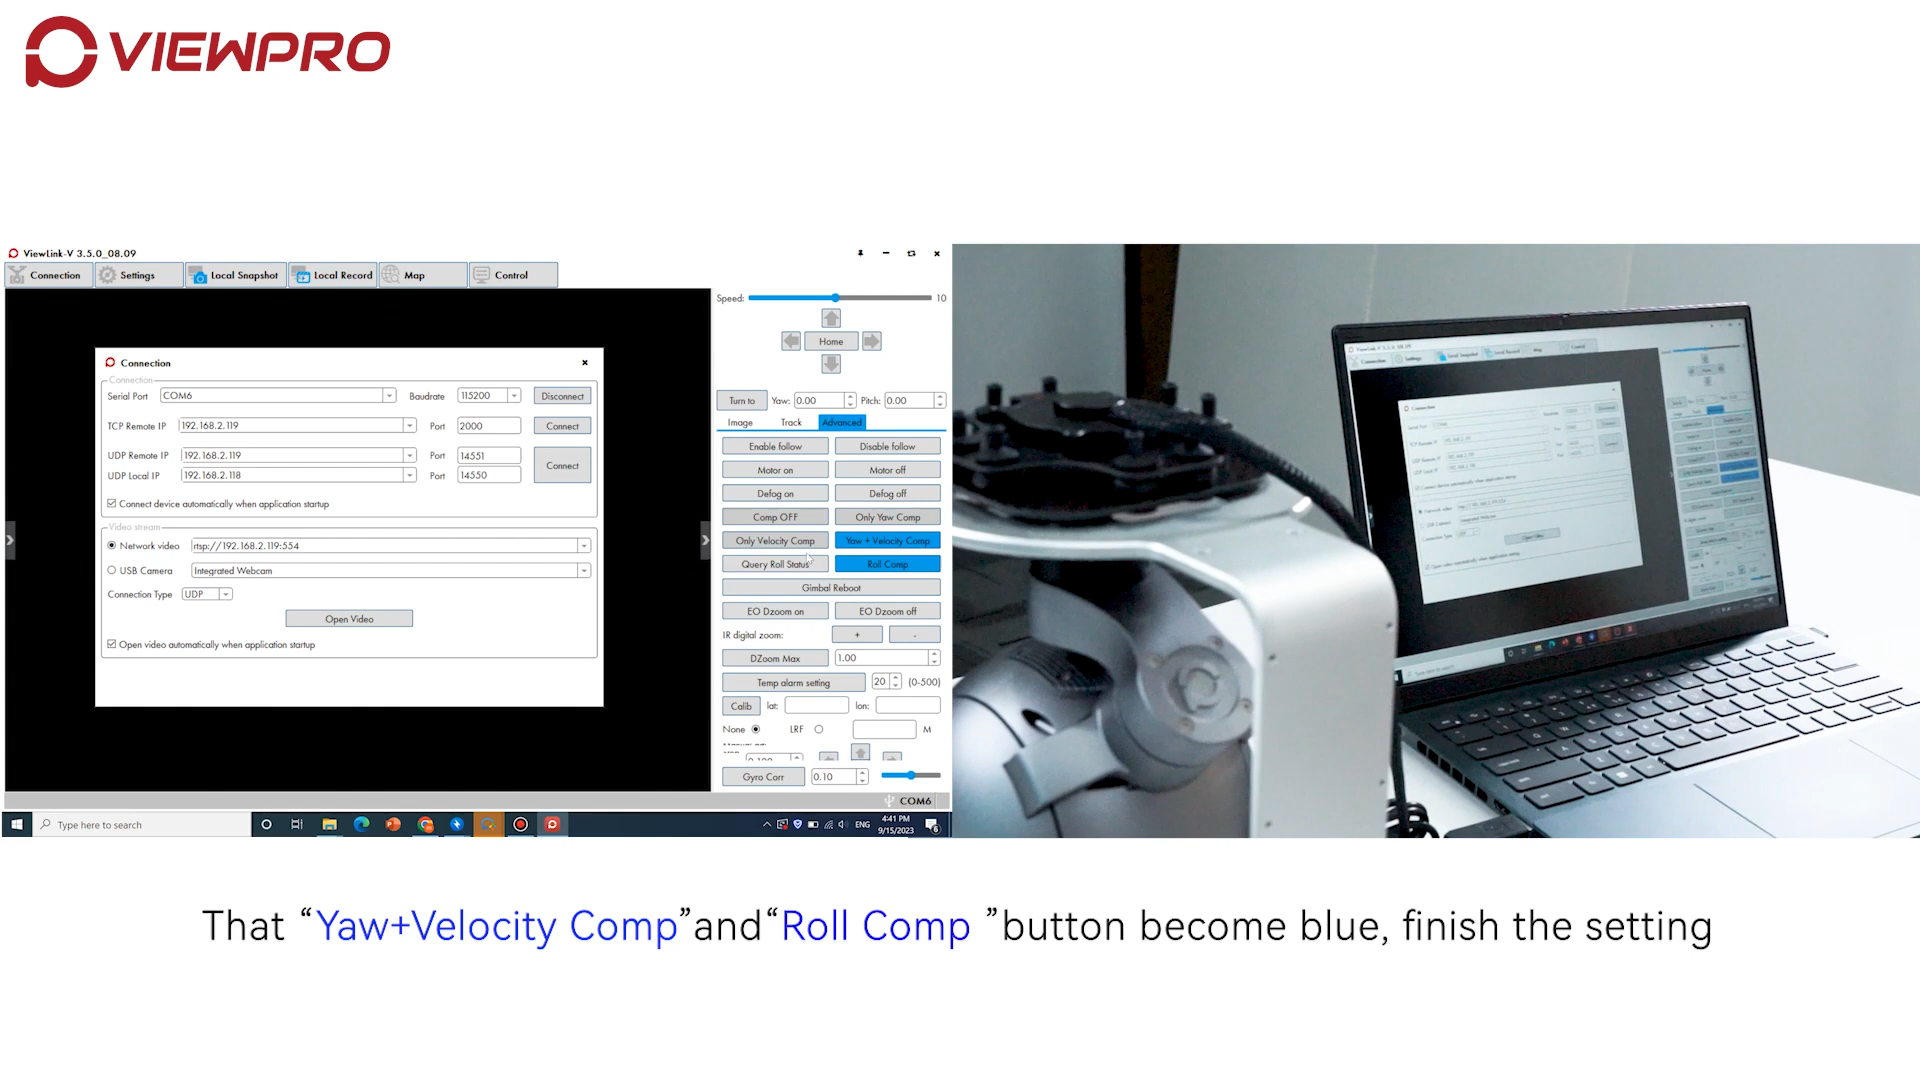 VIEWPRO
ViewLink-V 3.5.0_08.09
Connection Settings Local Snapshot Local Record Map Control
Speed: 10
Home
Connection
Connection
Serial Port COM6 Baudrate 115200 Disconnect
TCP Remote IP 192.168.2.119 Port 2000 Connect
UDP Remote IP 192.168.2.119 Port 14551
Connect
UDP Local IP 192.168.2.118 Port 14550
Connect device automatically when application startup
Video stream
Network video rtsp://192.168.2.119:554
USB Camera Integrated Webcam
Connection Type UDP
Open Video
Open video automatically when application startup
Turn to Yaw: 0.00 Pitch: 0.00
Image Track Advanced
Enable follow Disable follow
Motor on Motor off
Defog on Defog off
Comp OFF Only Yaw Comp
Only Velocity Comp Yaw + Velocity Comp
Query Roll Status Roll Comp
Gimbal Reboot
EO Dzoom on EO Dzoom off
IR digital zoom: + -
DZoom Max 1.00
Temp alarm setting 20 (0-500)
Calib lat: lon:
None LRF M
Gyro Corr 0.10
COM6
Type here to search
ENG 4:41 PM
9/15/2023 6
That “Yaw+Velocity Comp”and“Roll Comp ”button become blue, finish the setting